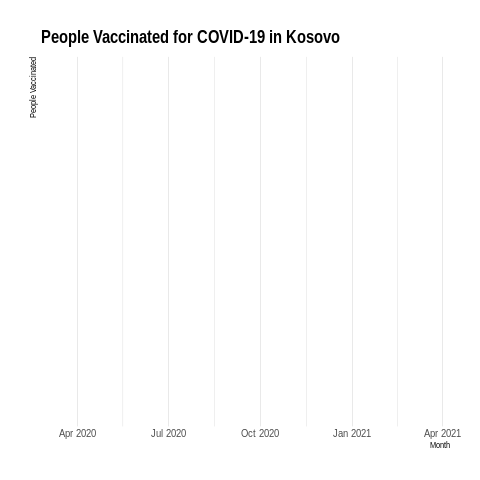 People Vaccinated for COVID-19 in Kosovo
People Vaccinated
Apr 2020
Jul 2020
Oct 2020
Jan 2021
Apr 2021
Month